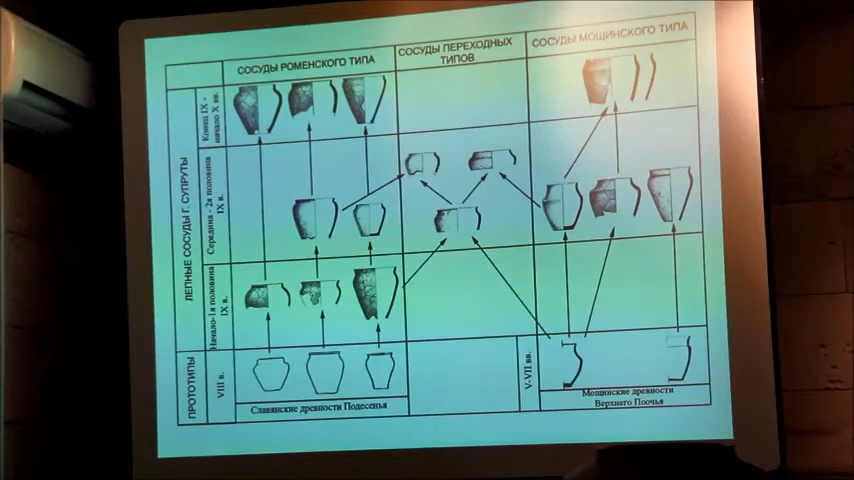 СОСУДЫ РОМЕНСКОГО ТИПА
СОСУДЫ ПЕРЕХОДНЫХ
ТИПОВ
СОСУДЫ МОЩИНСКОГО ТИПА
ЛЕПНЫЕ СОСУДЫ Г. СУПРУТЫ
Конец IX -
начало X вв.
Середина - 2я половина
IX в.
Начало-1я половина
IX в.
ПРОТОТИПЫ
VIII в.
V-VII вв.
Славянские древности Подесенья
Мощинские древности
Верхнего Поочья